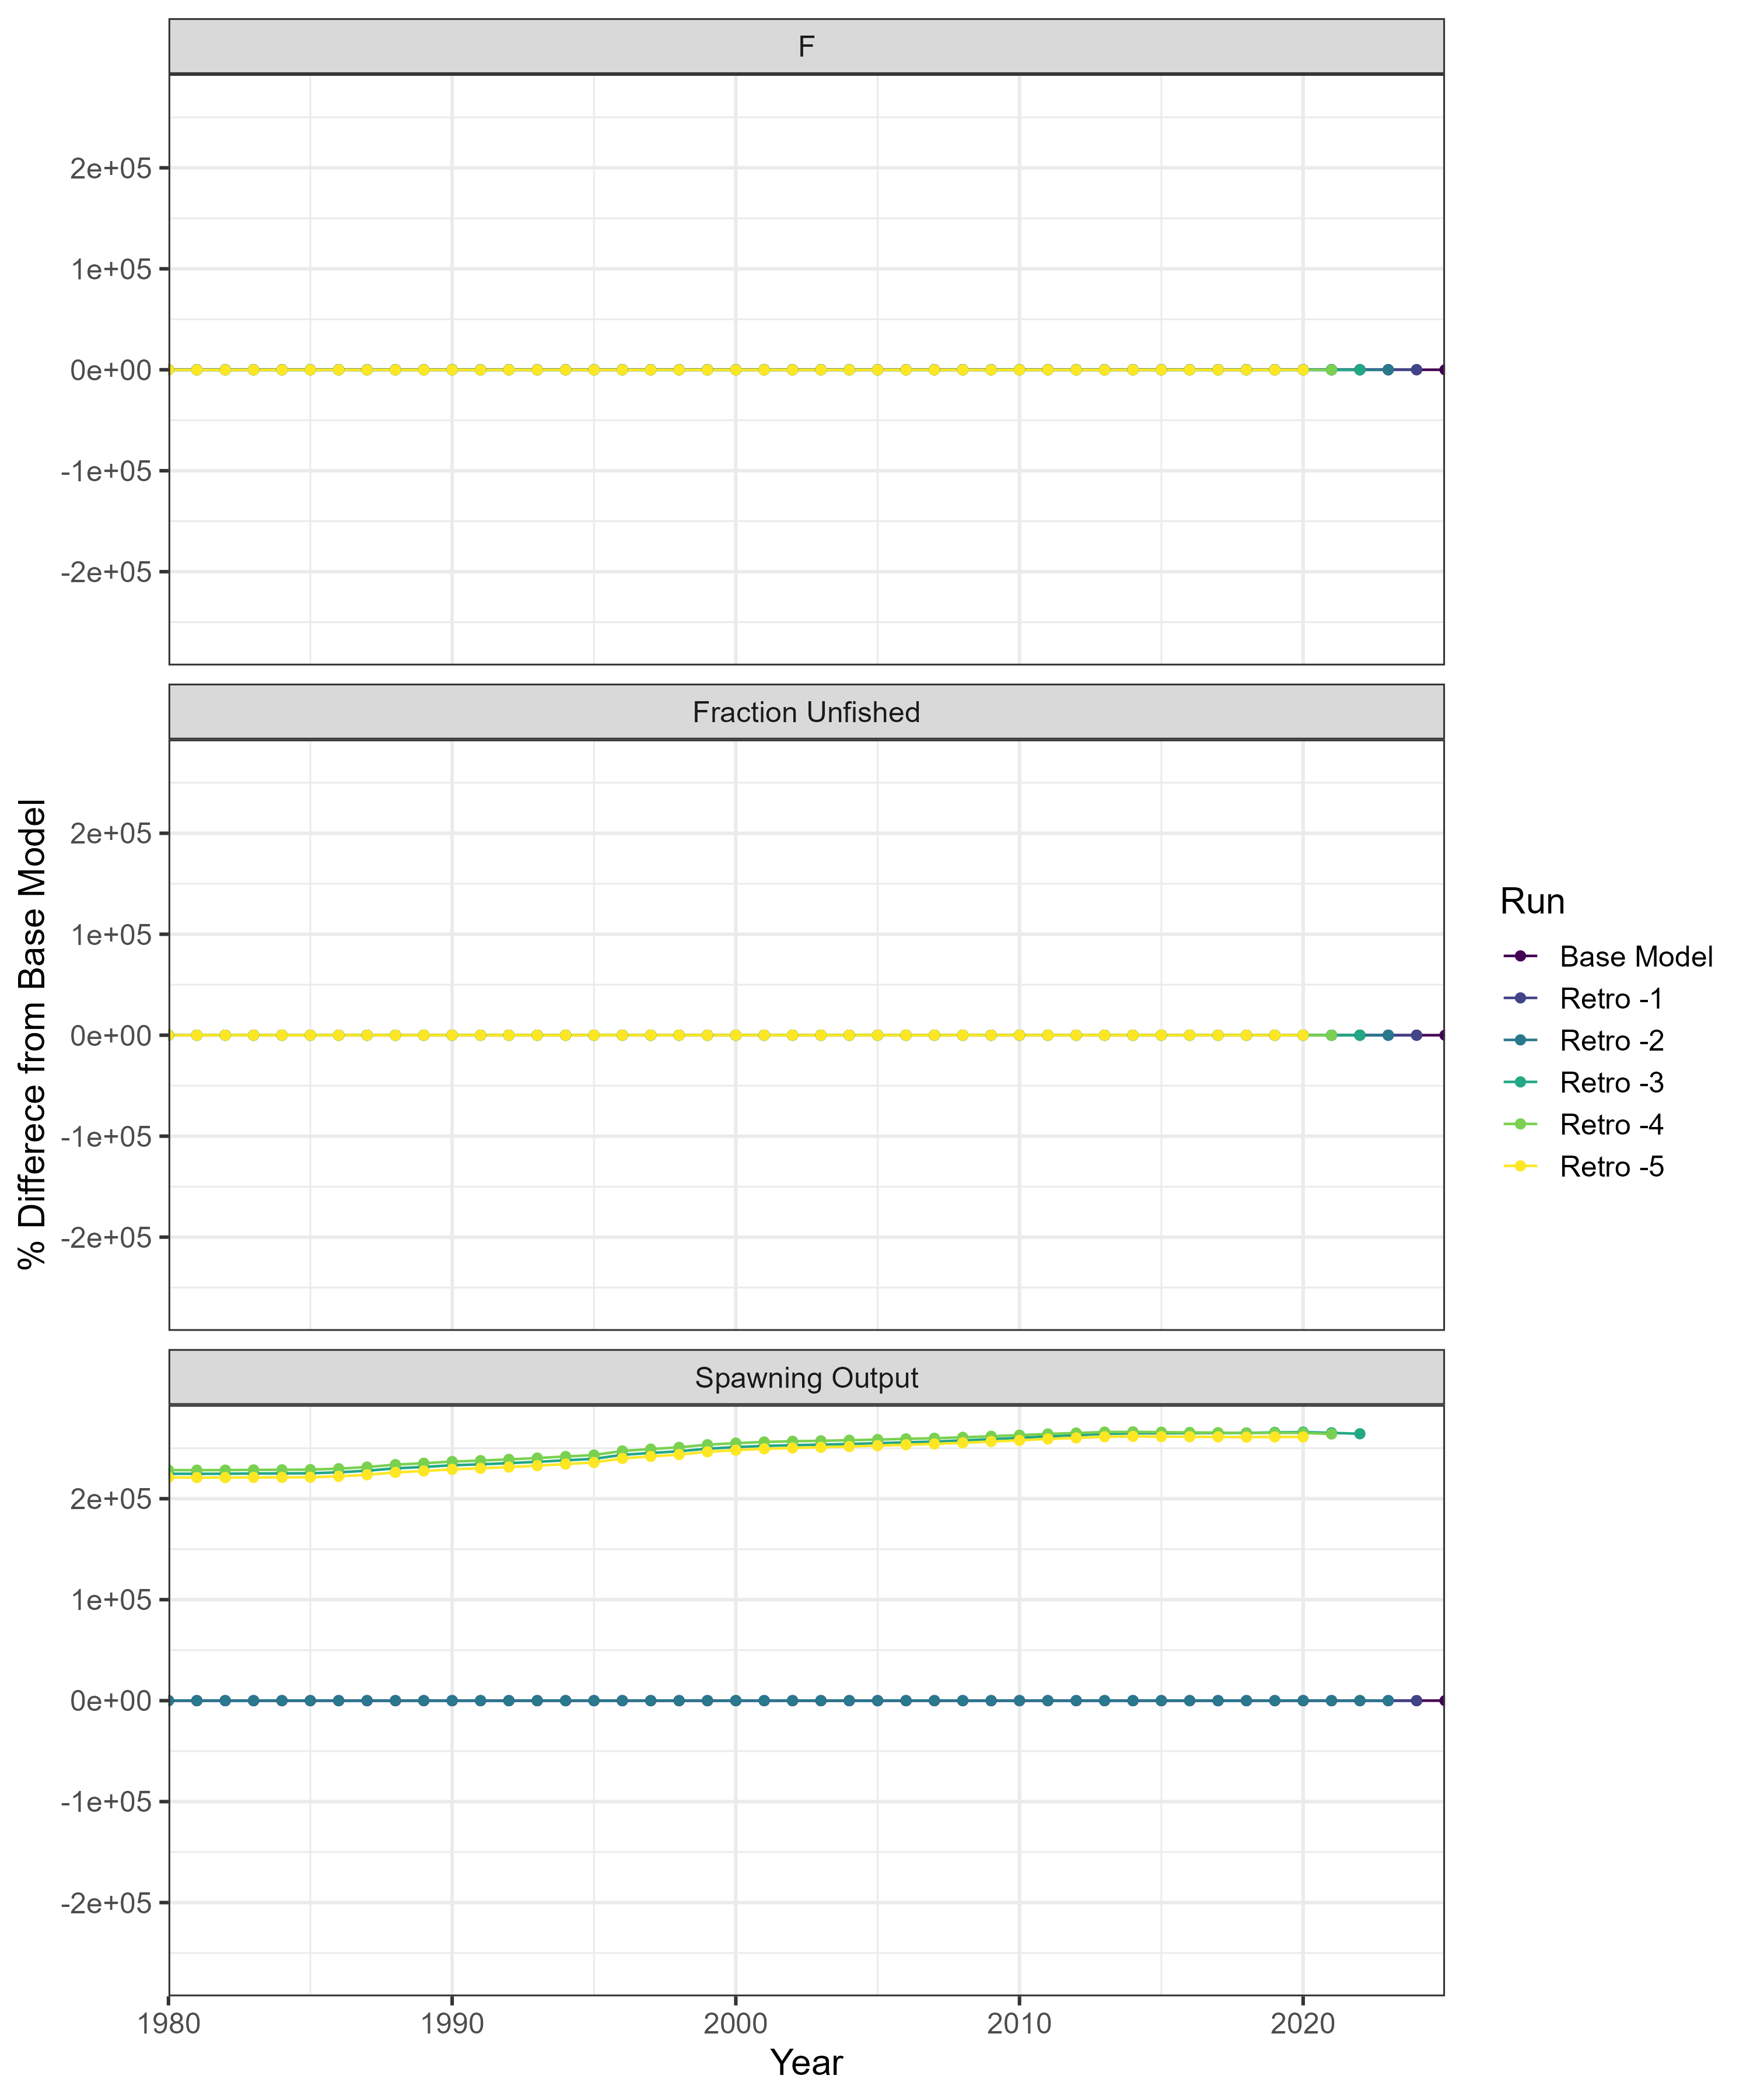 F
2e+05
1e+05
0e+00
-1e+05
-2e+05
Fraction Unfished
2e+05
1e+05
0e+00
-1e+05
-2e+05
Spawning Output
2e+05
1e+05
0e+00
-1e+05
-2e+05
1980 1990 2000 2010 2020
Year
% Differece from Base Model
Run
Base Model
Retro -1
Retro -2
Retro -3
Retro -4
Retro -5